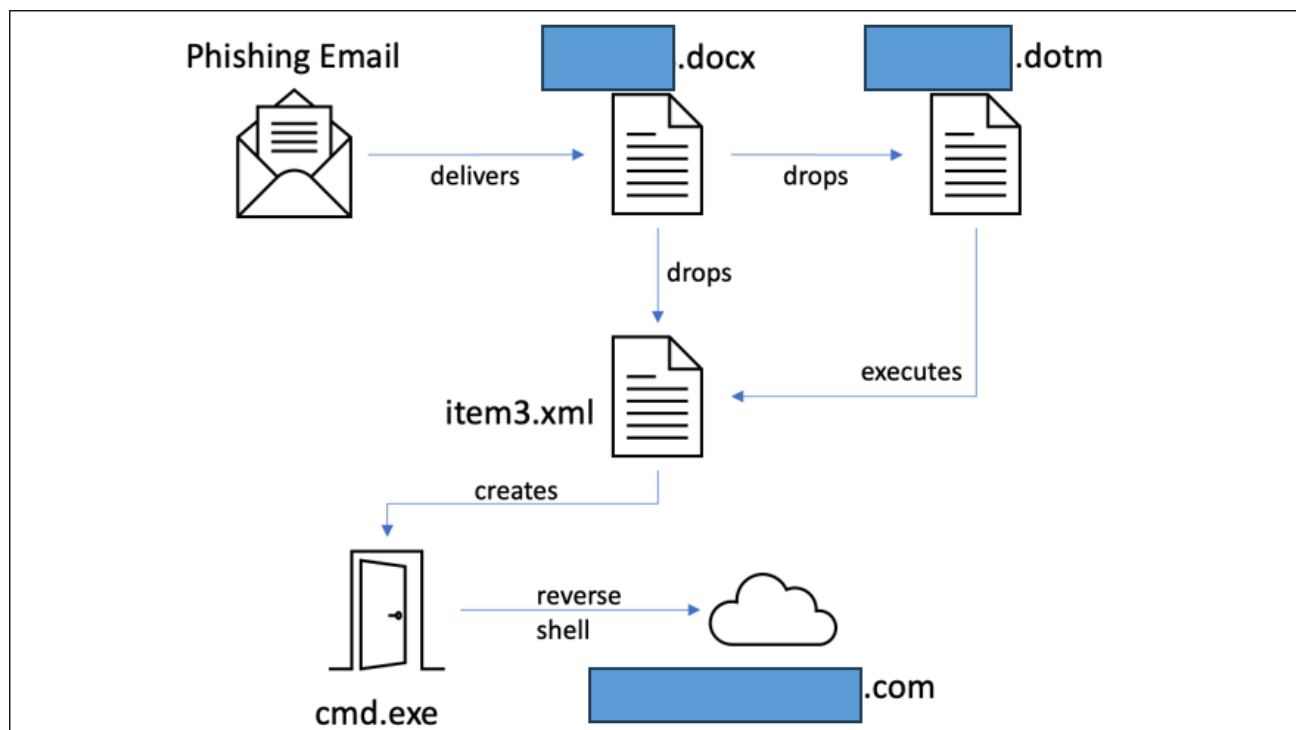 Phishing Email
.docx
.dotm
delivers
drops
drops
executes
item3.xml
creates
reverse
shell
.com
cmd.exe